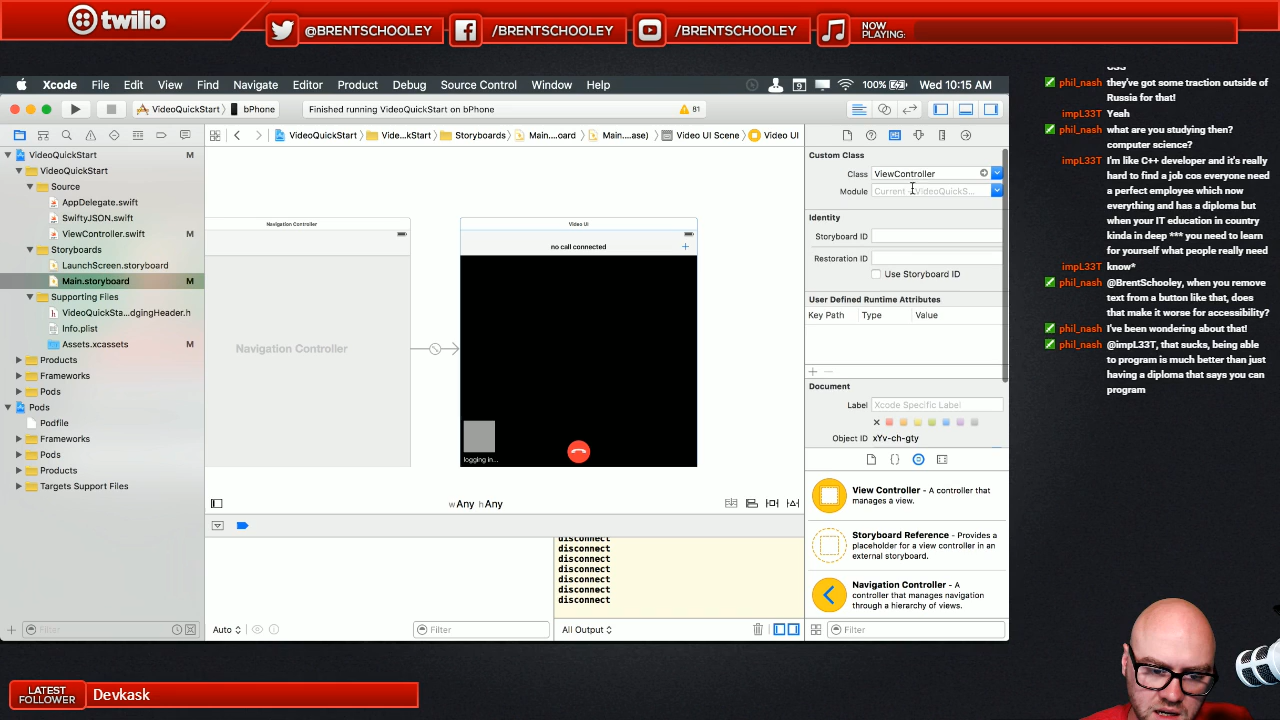 twilio
@BRENTSCHOOLEY
/BRENTSCHOOLEY
/BRENTSCHOOLEY
NOW
PLAYING:
Xcode File Edit View Find Navigate Editor Product Debug Source Control Window Help
100% Wed 10:15 AM
VideoQuickStart bPhone
Finished running VideoQuickStart on bPhone
81
VideoQuickStart Vide...kStart Storyboards Main....oard Main....ase) Video UI Scene Video UI
VideoQuickStart M
VideoQuickStart
Source
AppDelegate.swift
SwiftyJSON.swift
ViewController.swift M
Storyboards
LaunchScreen.storyboard
Main.storyboard M
Supporting Files
VideoQuickSta...dgingHeader.h
Info.plist
Assets.xcassets M
Products
Frameworks
Pods
Pods
Podfile
Frameworks
Pods
Products
Targets Support Files
Filter
Navigation Controller
Navigation Controller
Video UI
no call connected +
logging in...
wAny hAny
disconnect
disconnect
disconnect
disconnect
disconnect
disconnect
disconnect
Auto
Filter
All Output
Custom Class
Class ViewController
Module Current - VideoQuickS...
Identity
Storyboard ID
Restoration ID
Use Storyboard ID
User Defined Runtime Attributes
Key Path Type Value
Document
Label Xcode Specific Label
Object ID xYv-ch-gty
View Controller - A controller that
manages a view.
Storyboard Reference - Provides a
placeholder for a view controller in an
external storyboard.
Navigation Controller - A
controller that manages navigation
through a hierarchy of views.
Filter
phil_nash they've got some traction outside of
Russia for that!
impL33T Yeah
phil_nash what are you studying then?
computer science?
impL33T I'm like C++ developer and it's really
hard to find a job cos everyone need
a perfect employee which now
everything and has a diploma but
when your IT education in country
kinda in deep *** you need to learn
for yourself what people really need
impL33T know*
phil_nash @BrentSchooley, when you remove
text from a button like that, does
that make it worse for accessibility?
phil_nash I've been wondering about that!
phil_nash @impL33T, that sucks, being able
to program is much better than just
having a diploma that says you can
program
LATEST
FOLLOWER
Devkask